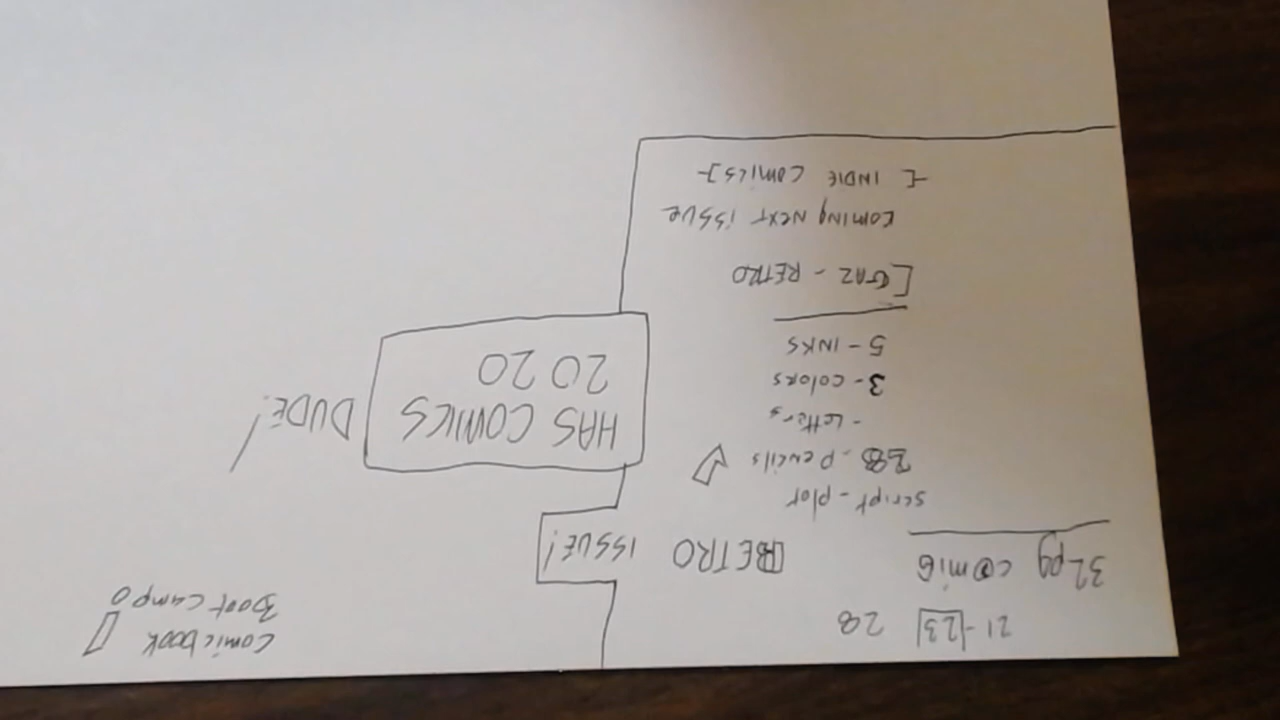 21-23 28
32pg comic
RETRO ISSUE!
script-plot
28. pencils
-Letters
3-colors
5-INKS
[GAZ - RETRO
COMING NEXT ISSUE
-[INDIE COMICS]-
HAS COMICS
2020
DUDE!
Comic book
Boot Camp